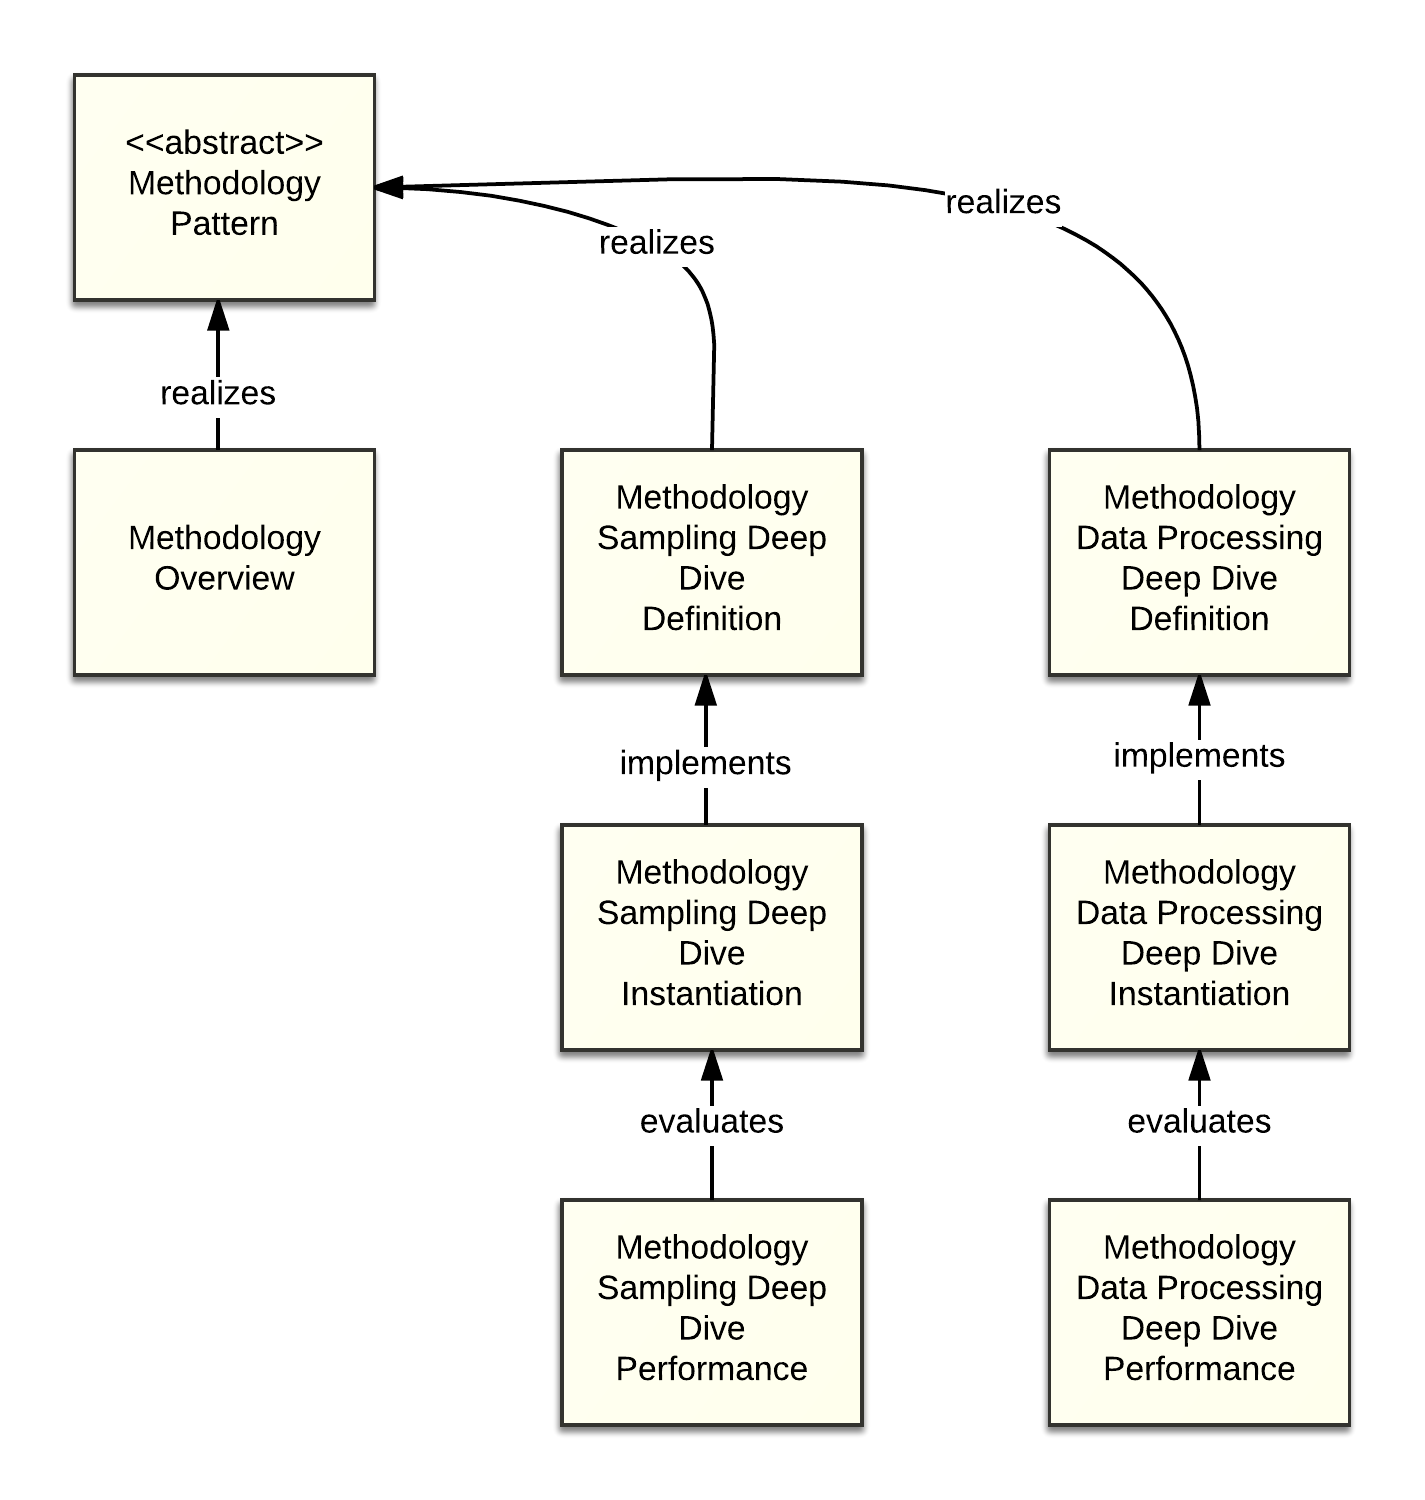 <<abstract>>
Methodology
Pattern
realizes
realizes
realizes
Methodology
Overview
Methodology
Sampling Deep
Dive
Definition
Methodology
Data Processing
Deep Dive
Definition
implements
implements
Methodology
Sampling Deep
Dive
Instantiation
Methodology
Data Processing
Deep Dive
Instantiation
evaluates
evaluates
Methodology
Sampling Deep
Dive
Performance
Methodology
Data Processing
Deep Dive
Performance